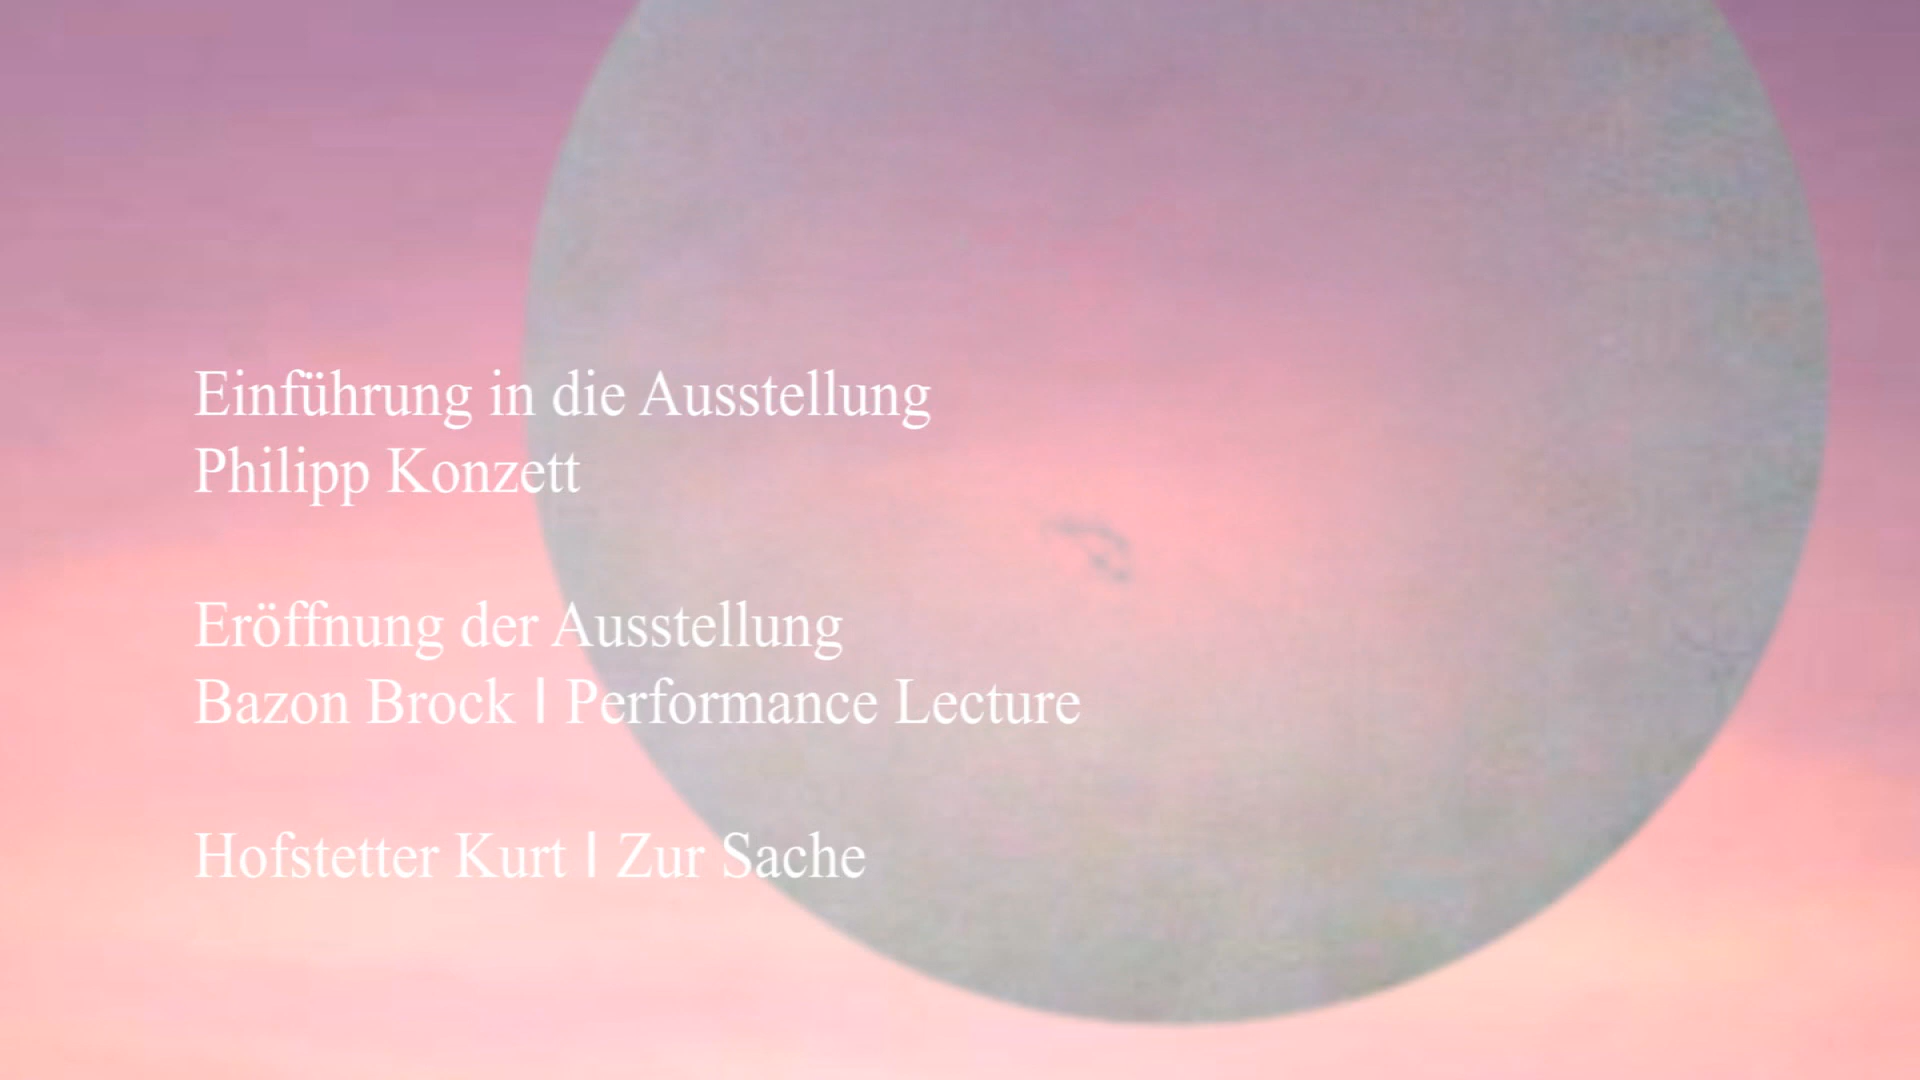 Einführung in die Ausstellung
Philipp Konzett
Eröffnung der Ausstellung
Bazon Brock | Performance Lecture
Hofstetter Kurt | Zur Sache